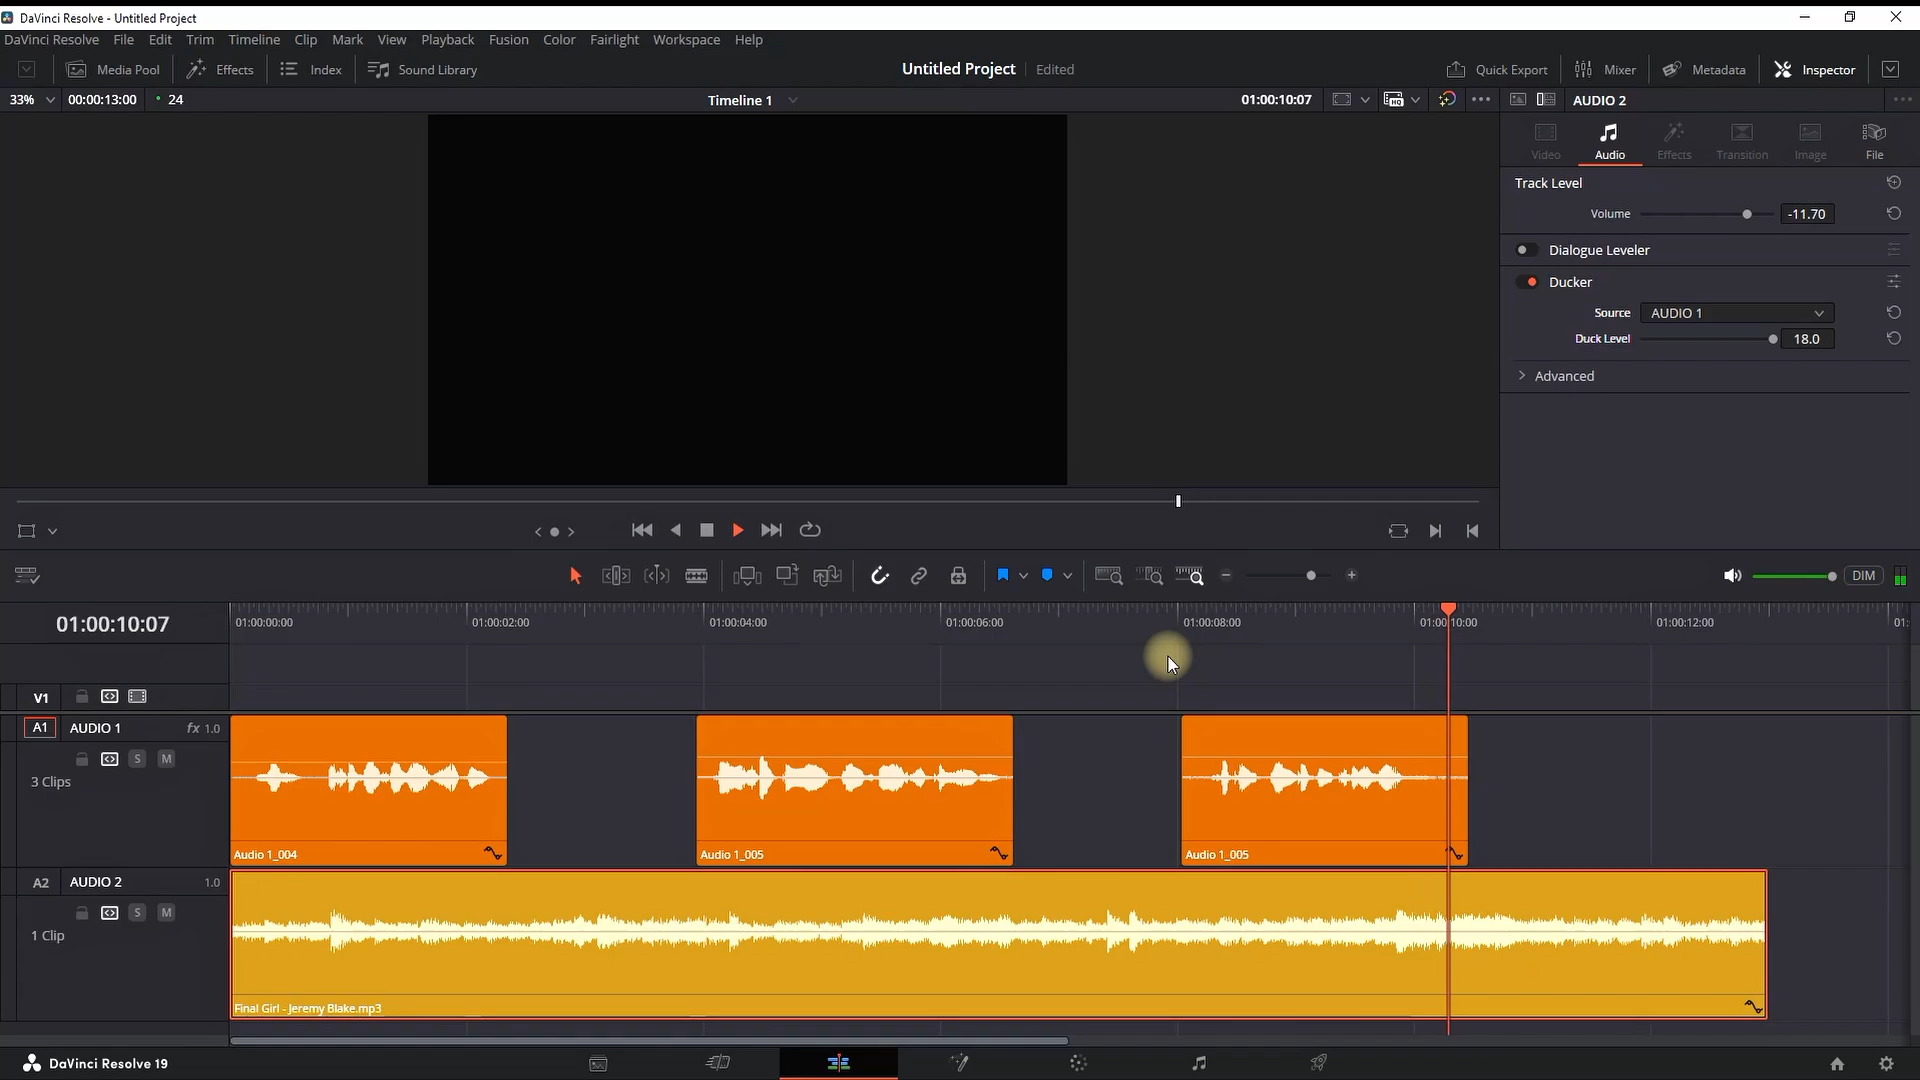 DaVinci Resolve - Untitled Project
DaVinci Resolve File Edit Trim Timeline Clip Mark View Playback Fusion Color Fairlight Workspace Help
Media Pool Effects Index Sound Library Untitled Project Edited Quick Export Mixer Metadata Inspector
33% 00:00:13:00 24 Timeline 1 01:00:10:07 HQ AUDIO 2
Video Audio Effects Transition Image File
Track Level
Volume -11.70
Dialogue Leveler
Ducker
Source AUDIO 1
Duck Level 18.0
Advanced
DIM
01:00:10:07 01:00:00:00 01:00:02:00 01:00:04:00 01:00:06:00 01:00:08:00 01:00:10:00 01:00:12:00 01:
V1
A1 AUDIO 1 fx 1.0
S M
3 Clips
Audio 1_004 Audio 1_005 Audio 1_005
A2 AUDIO 2 1.0
S M
1 Clip
Final Girl - Jeremy Blake.mp3
DaVinci Resolve 19